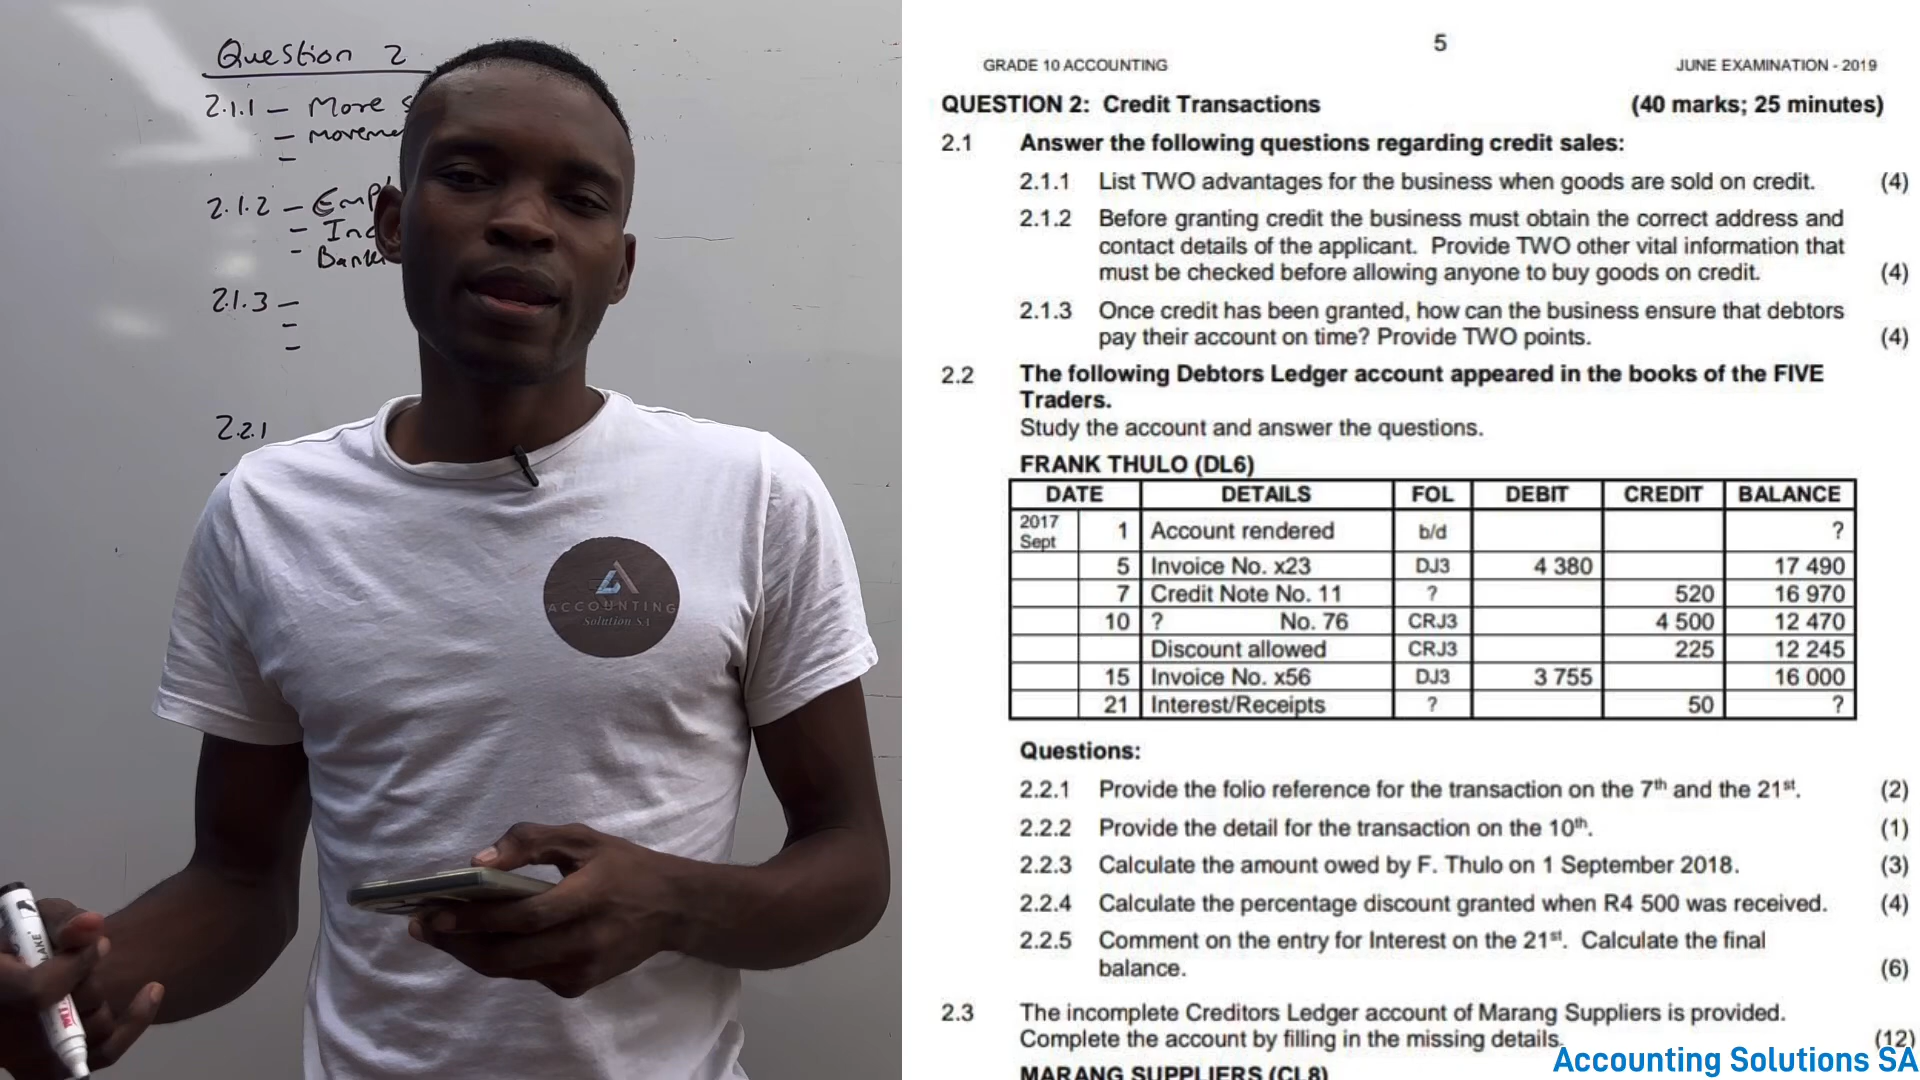 Question 2
2.1.1 - More
- 
-
2.1.2 -
-
-
2.1.3 -
-
-
2.2.1
ACCOUNTING
Solution SA
5
GRADE 10 ACCOUNTING JUNE EXAMINATION - 2019
QUESTION 2: Credit Transactions (40 marks; 25 minutes)
2.1 Answer the following questions regarding credit sales:
2.1.1 List TWO advantages for the business when goods are sold on credit. (4)
2.1.2 Before granting credit the business must obtain the correct address and
contact details of the applicant. Provide TWO other vital information that
must be checked before allowing anyone to buy goods on credit. (4)
2.1.3 Once credit has been granted, how can the business ensure that debtors
pay their account on time? Provide TWO points. (4)
2.2 The following Debtors Ledger account appeared in the books of the FIVE
Traders.
Study the account and answer the questions.
FRANK THULO (DL6)
DATE DETAILS FOL DEBIT CREDIT BALANCE
2017
Sept 1 Account rendered b/d ?
5 Invoice No. x23 DJ3 4 380 17 490
7 Credit Note No. 11 ? 520 16 970
10 ? No. 76 CRJ3 4 500 12 470
Discount allowed CRJ3 225 12 245
15 Invoice No. x56 DJ3 3 755 16 000
21 Interest/Receipts ? 50 ?
Questions:
2.2.1 Provide the folio reference for the transaction on the 7th and the 21st. (2)
2.2.2 Provide the detail for the transaction on the 10th. (1)
2.2.3 Calculate the amount owed by F. Thulo on 1 September 2018. (3)
2.2.4 Calculate the percentage discount granted when R4 500 was received. (4)
2.2.5 Comment on the entry for Interest on the 21st. Calculate the final
balance. (6)
2.3 The incomplete Creditors Ledger account of Marang Suppliers is provided.
Complete the account by filling in the missing details. (12)
MARANG SUPPLIERS (CL8)
Accounting Solutions SA